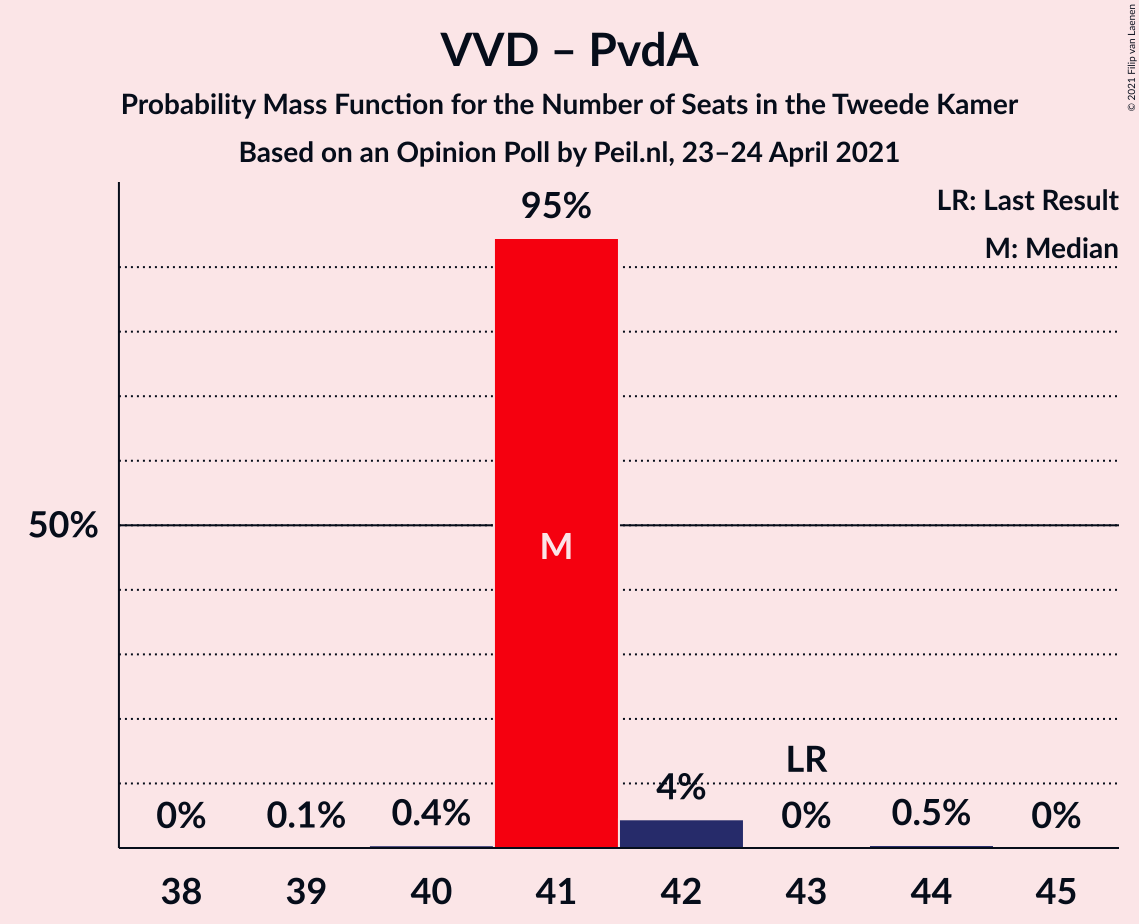 VVD – PvdA
Probability Mass Function for the Number of Seats in the Tweede Kamer
Based on an Opinion Poll by Peil.nl, 23–24 April 2021
© 2021 Filip van Laenen
LR: Last Result
M: Median
95%
50%
M
LR
0%
0.1%
0.4%
4%
0%
0.5%
0%
38
39
40
41
42
43
44
45